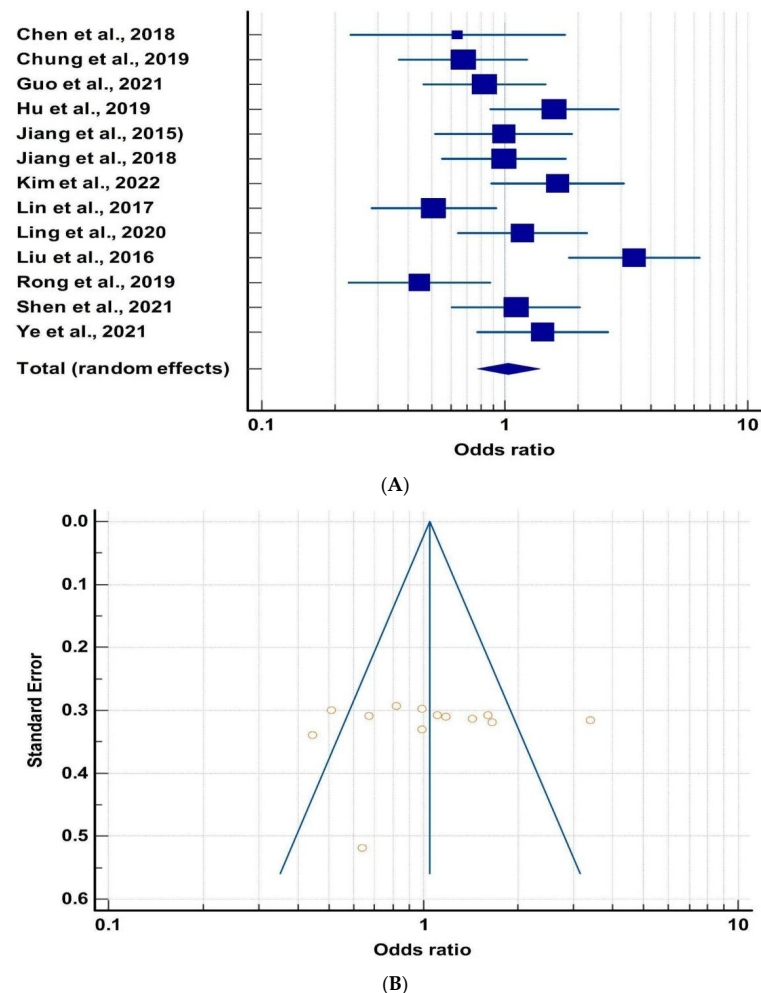 Chen et al., 2018
Chung et al., 2019
Guo et al., 2021
Hu et al., 2019
Jiang et al., 2015)
Jiang et al., 2018
Kim et al., 2022
Lin et al., 2017
Ling et al., 2020
Liu et al., 2016
Rong et al., 2019
Shen et al., 2021
Ye et al., 2021
Total (random effects)
0.1 1 10
Odds ratio
(A)
0.0
0.1
0.2
0.3
0.4
0.5
0.6
Standard Error
0.1 1 10
Odds ratio
(B)